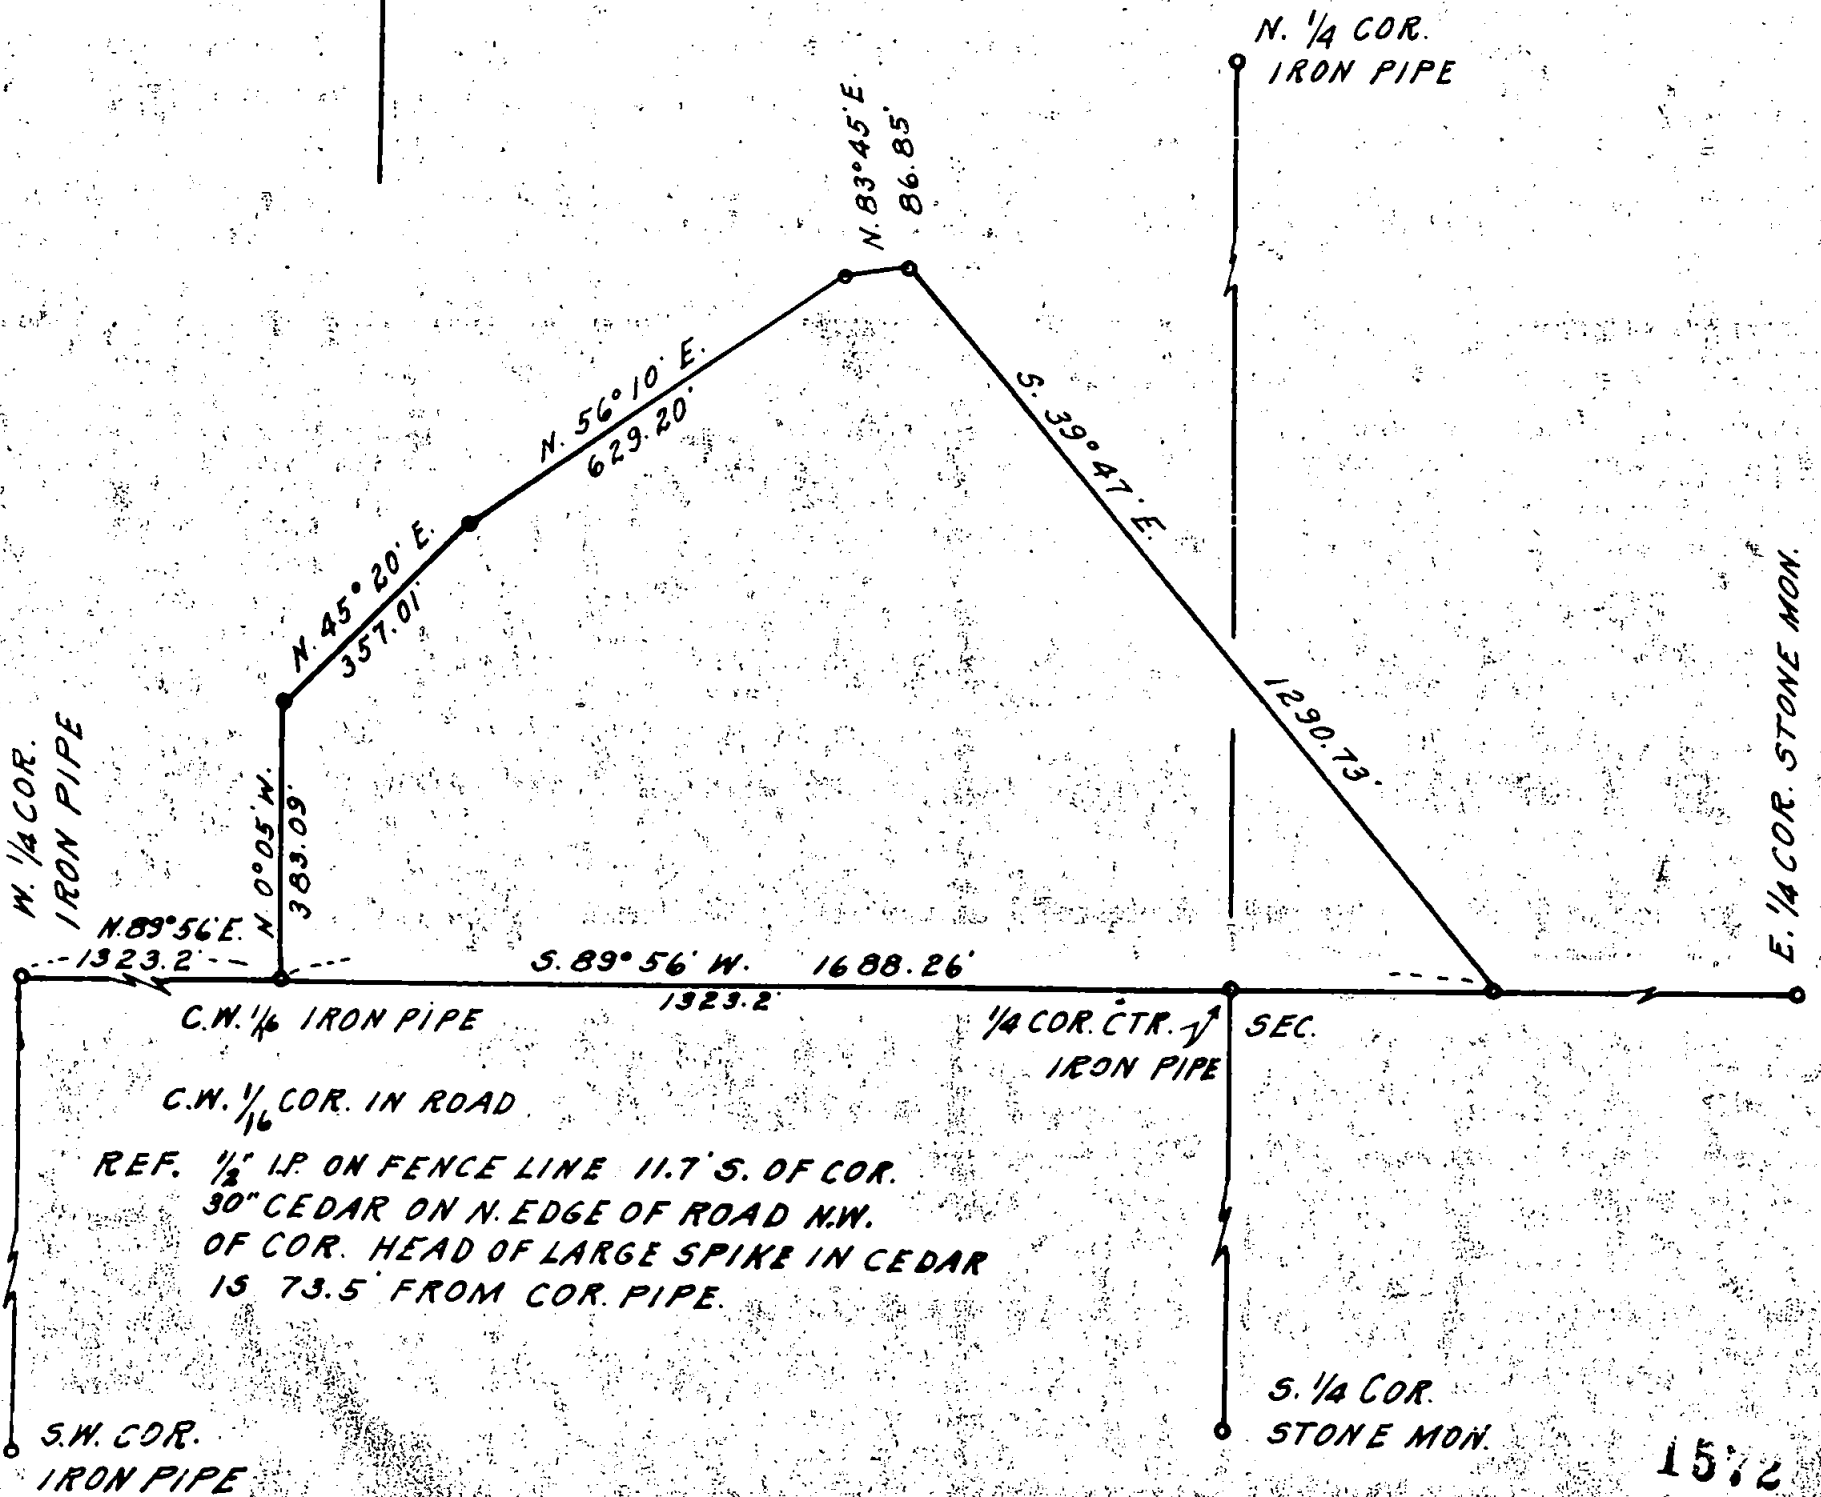 N. 1/4 COR.
IRON PIPE
N. 83° 45' E.
86.85'
N. 56° 10' E.
629.20'
S. 39° 47' E.
1290.73'
N. 45° 20' E.
357.01'
N 0° 05' W.
383.09'
W. 1/4 COR.
IRON PIPE
E. 1/4 COR. STONE MON.
N. 89° 56' E.
1323.2'
S. 89° 56' W. 1688.26'
1323.2'
C.W. 1/16 IRON PIPE
1/4 COR. CTR. SEC.
IRON PIPE
C.W. 1/16 COR. IN ROAD
REF. 1/2" I.P. ON FENCE LINE 11.7' S. OF COR.
30" CEDAR ON N. EDGE OF ROAD N.W.
OF COR. HEAD OF LARGE SPIKE IN CEDAR
IS 73.5' FROM COR. PIPE.
S.W. COR.
IRON PIPE
S. 1/4 COR.
STONE MON.
1572